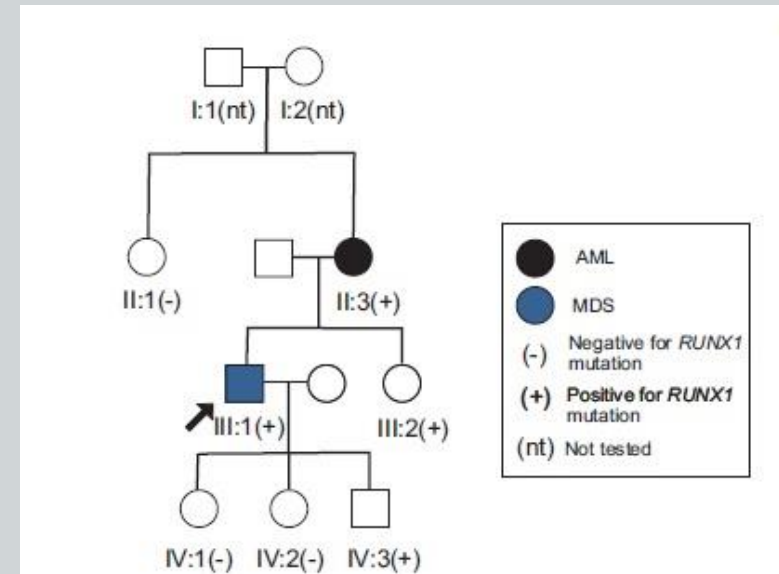 I:1(nt) I:2(nt)
II:1(-) II:3(+)
III:1(+) III:2(+)
IV:1(-) IV:2(-) IV:3(+)
AML
MDS
(-) Negative for RUNX1
mutation
(+) Positive for RUNX1
mutation
(nt) Not tested